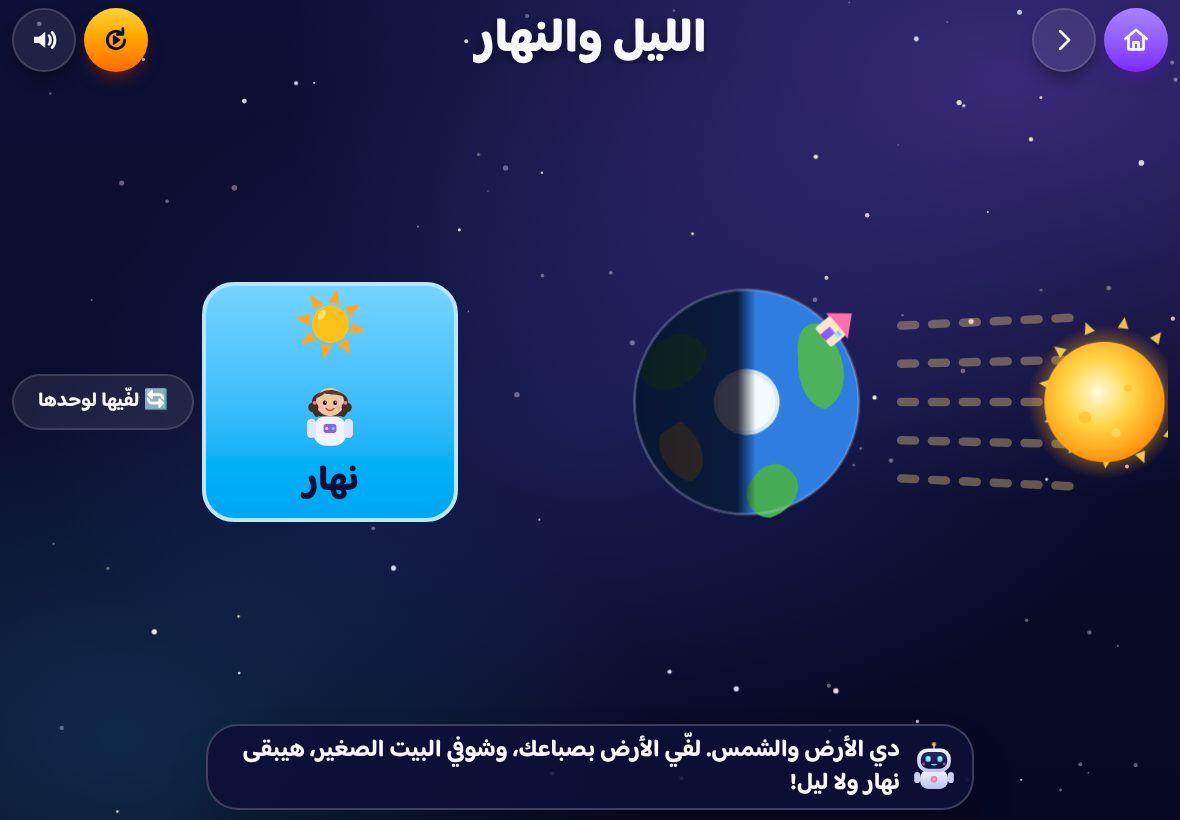 الليل والنهار
نهار
لفّيها لوحدها
دي الأرض والشمس. لفّي الأرض بصباعك، وشوفي البيت الصغير، هيبقى
نهار ولا ليل!